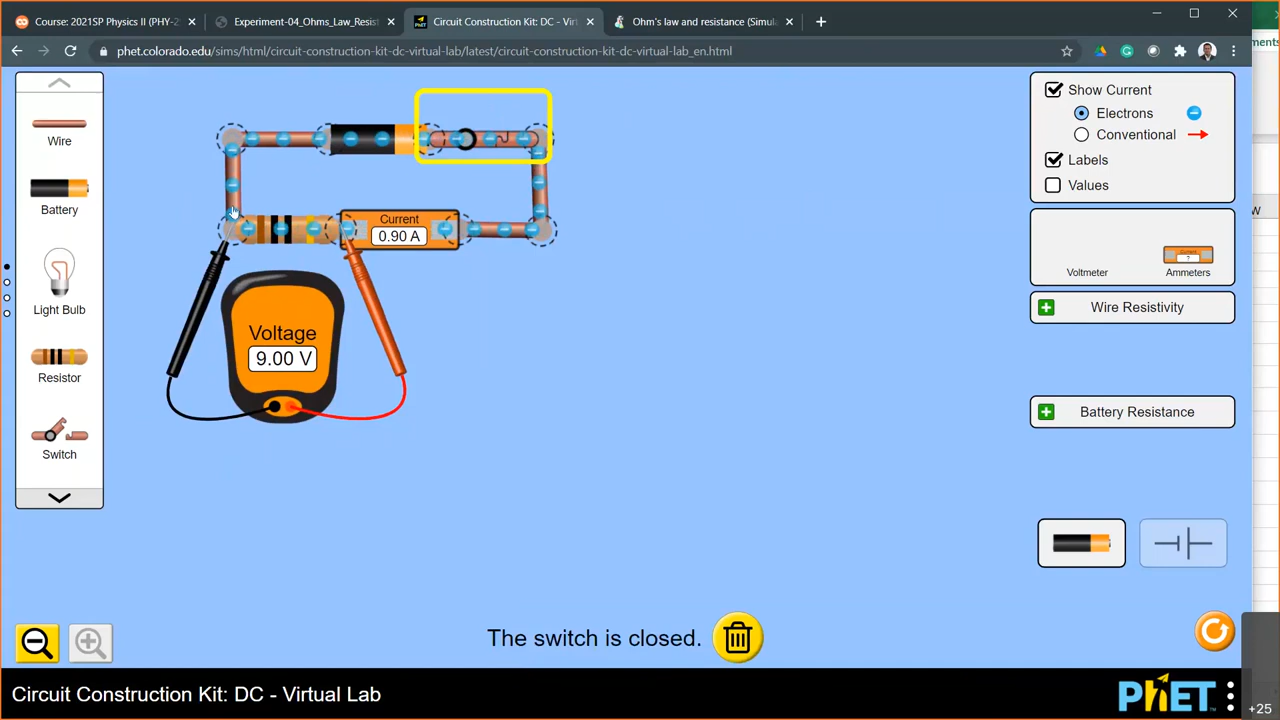 Course: 2021SP Physics II (PHY-2
Experiment-04_Ohms_Law_Resist
Circuit Construction Kit: DC - Virt
Ohm's law and resistance (Simula
phet.colorado.edu/sims/html/circuit-construction-kit-dc-virtual-lab/latest/circuit-construction-kit-dc-virtual-lab_en.html
ments
Wire
Battery
Light Bulb
Resistor
Switch
Current
0.90 A
Voltage
9.00 V
Show Current
Electrons
Conventional
Labels
Values
W
Current
?
Voltmeter
Ammeters
Wire Resistivity
Battery Resistance
The switch is closed.
Circuit Construction Kit: DC - Virtual Lab
PhET
+25